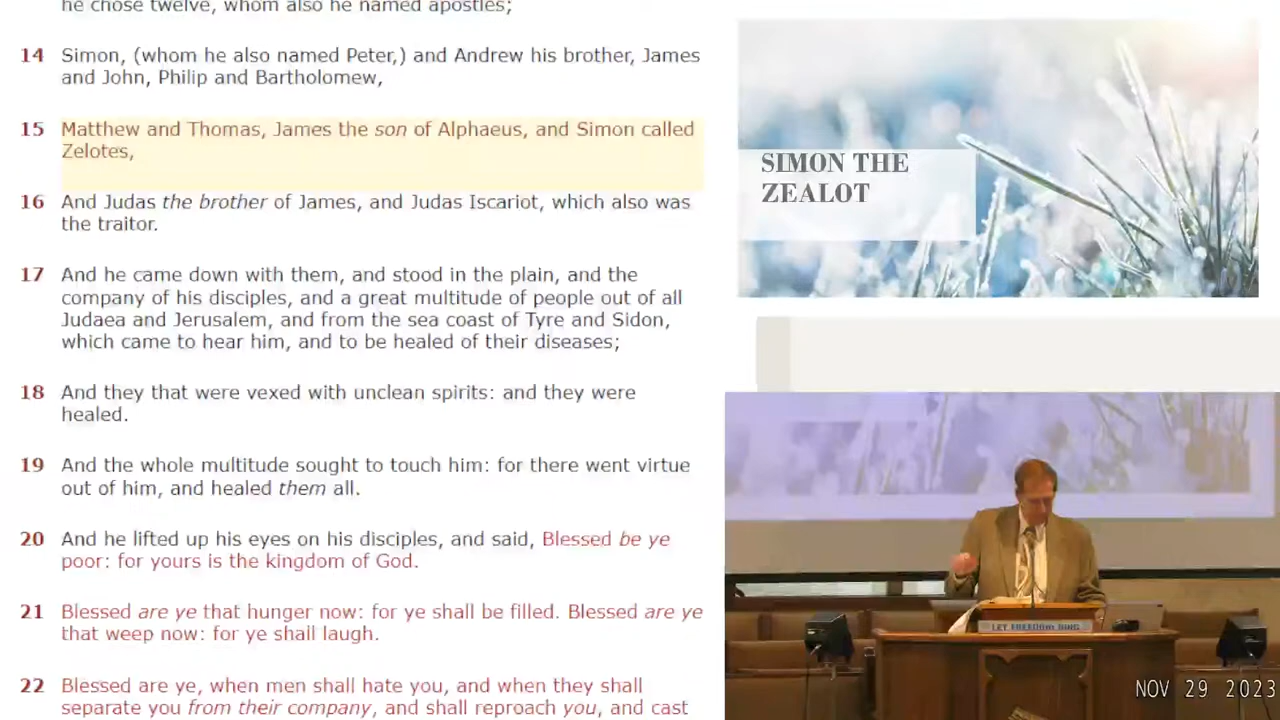 he chose twelve, whom also he named apostles;
14 Simon, (whom he also named Peter,) and Andrew his brother, James
and John, Philip and Bartholomew,
15 Matthew and Thomas, James the son of Alphaeus, and Simon called
Zelotes,
16 And Judas the brother of James, and Judas Iscariot, which also was
the traitor.
17 And he came down with them, and stood in the plain, and the
company of his disciples, and a great multitude of people out of all
Judaea and Jerusalem, and from the sea coast of Tyre and Sidon,
which came to hear him, and to be healed of their diseases;
18 And they that were vexed with unclean spirits: and they were
healed.
19 And the whole multitude sought to touch him: for there went virtue
out of him, and healed them all.
20 And he lifted up his eyes on his disciples, and said, Blessed be ye
poor: for yours is the kingdom of God.
21 Blessed are ye that hunger now: for ye shall be filled. Blessed are ye
that weep now: for ye shall laugh.
22 Blessed are ye, when men shall hate you, and when they shall
separate you from their company, and shall reproach you, and cast
SIMON THE
ZEALOT
LET FREEDOM RING
NOV 29 2023